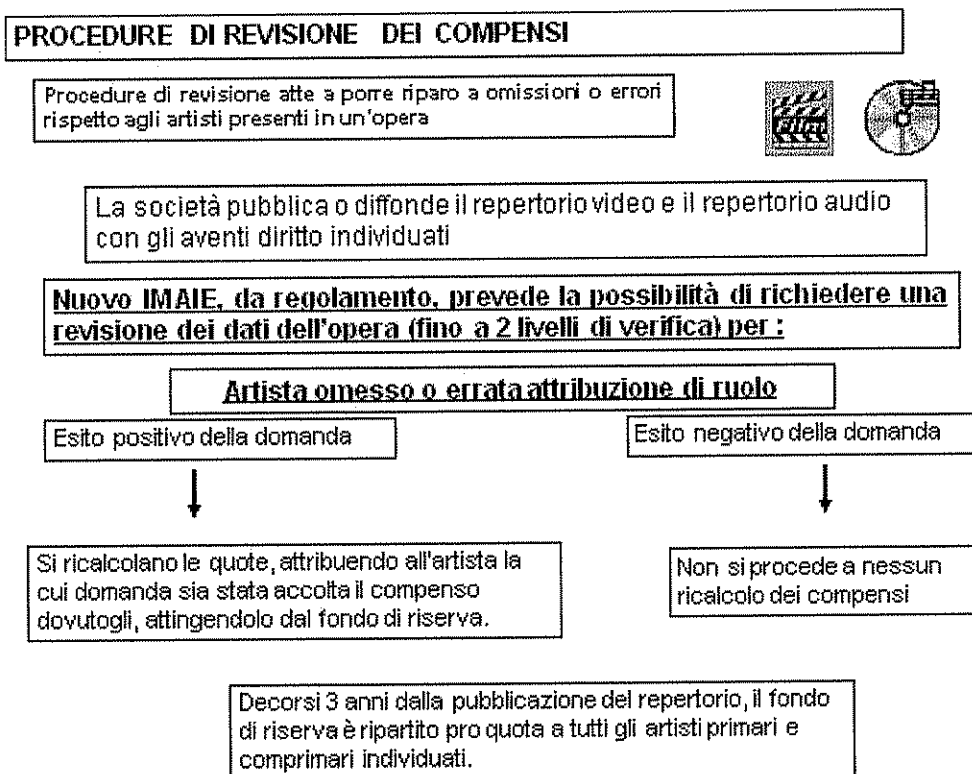 PROCEDURE DI REVISIONE DEI COMPENSI
Procedure di revisione atte a porre riparo a omissioni o errori
rispetto agli artisti presenti in un'opera
Film
La società pubblica o diffonde il repertorio video e il repertorio audio
con gli aventi diritto individuati
Nuovo IMAIE, da regolamento, prevede la possibilità di richiedere una
revisione dei dati dell'opera (fino a 2 livelli di verifica) per :
Artista omesso o errata attribuzione di ruolo
Esito positivo della domanda
Esito negativo della domanda
Si ricalcolano le quote, attribuendo all'artista la
cui domanda sia stata accolta il compenso
dovutogli, attingendolo dal fondo di riserva.
Non si procede a nessun
ricalcolo dei compensi
Decorsi 3 anni dalla pubblicazione del repertorio, il fondo
di riserva è ripartito pro quota a tutti gli artisti primari e
comprimari individuati.